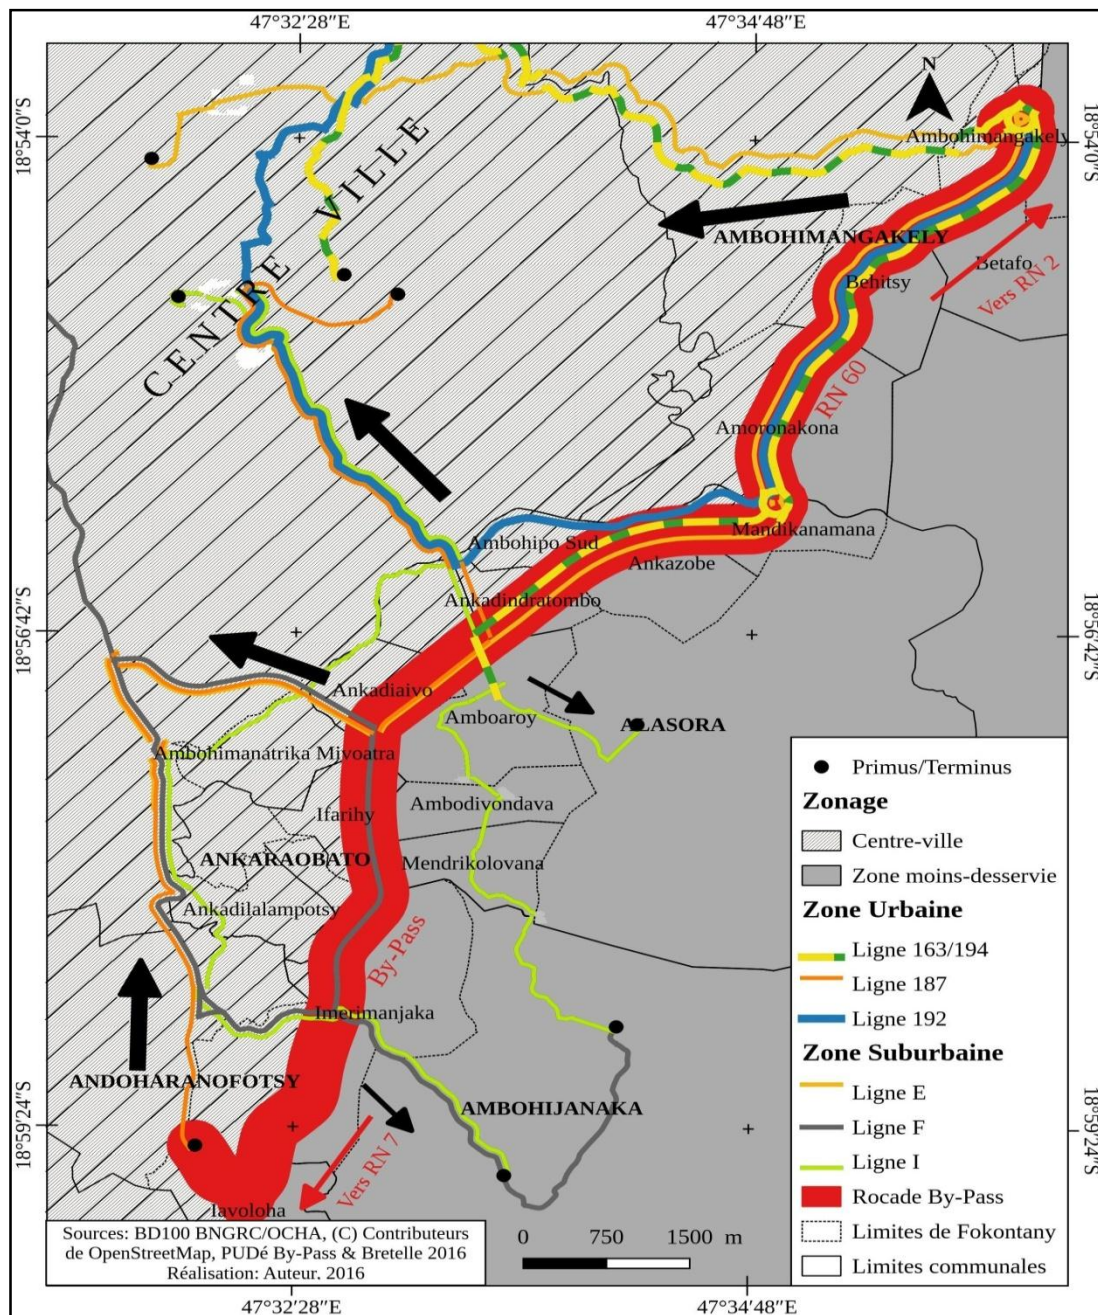 47°32′28″E
47°34′48″E
18°54′0″S
18°54′0″S
N
Ambohimangakely
CENTRE VILLE
AMBOHIMANGAKELY
Betafo
Behitsy
Vers RN 2
RN 60
Amoronakona
Mandikanamana
Ambohipo Sud
Ankazobe
Ankadindratombo
18°56′42″S
18°56′42″S
Ankadiaivo
Amboaroy
ALASORA
Ambohimanatrika Mivoatra
Ifarihy
Ambodivondava
ANKARAOBATO
Mendrikolovana
Ankadilalampotsy
By-Pass
Imerimanjaka
ANDOHARANOFOTSY
AMBOHIJANAKA
18°59′24″S
18°59′24″S
Vers RN 7
Iavoloha
Primus/Terminus
Zonage
Centre-ville
Zone moins-desservie
Zone Urbaine
Ligne 163/194
Ligne 187
Ligne 192
Zone Suburbaine
Ligne E
Ligne F
Ligne I
Rocade By-Pass
Limites de Fokontany
Limites communales
Sources: BD100 BNGRC/OCHA, (C) Contributeurs
de OpenStreetMap, PUDé By-Pass & Bretelle 2016
Réalisation: Auteur. 2016
0 750 1500 m
47°32′28″E
47°34′48″E